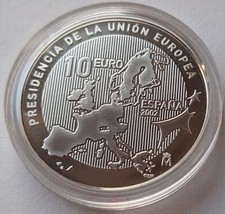 PRESIDENCIA DE LA UNIÓN EUROPEA
10 EURO
ESPAÑA
2002